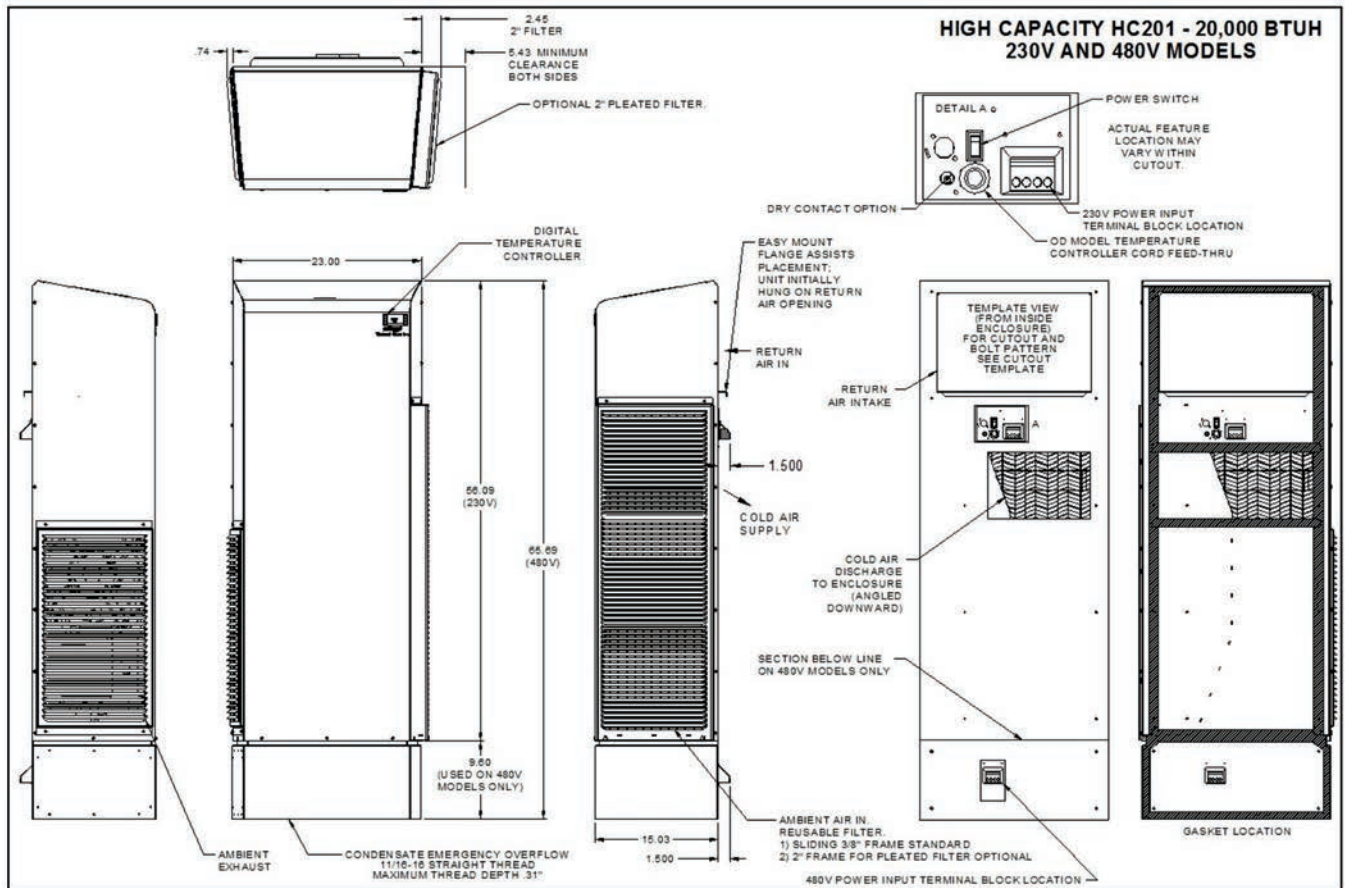 HIGH CAPACITY HC201 - 20,000 BTUH
230V AND 480V MODELS
2.45
2" FILTER
.74
5.43 MINIMUM
CLEARANCE
BOTH SIDES
OPTIONAL 2" PLEATED FILTER.
DETAIL A
POWER SWITCH
ACTUAL FEATURE
LOCATION MAY
VARY WITHIN
CUTOUT.
DRY CONTACT OPTION
230V POWER INPUT
TERMINAL BLOCK LOCATION
OD MODEL TEMPERATURE
CONTROLLER CORD FEED-THRU
DIGITAL
TEMPERATURE
CONTROLLER
23.00
EASY MOUNT
FLANGE ASSISTS
PLACEMENT;
UNIT INITIALLY
HUNG ON RETURN
AIR OPENING
RETURN
AIR IN
TEMPLATE VIEW
(FROM INSIDE
ENCLOSURE)
FOR CUTOUT AND
BOLT PATTERN
SEE CUTOUT
TEMPLATE
RETURN
AIR INTAKE
A
1.500
56.09
(230V)
COLD AIR
SUPPLY
65.69
(480V)
COLD AIR
DISCHARGE
TO ENCLOSURE
(ANGLED
DOWNWARD)
SECTION BELOW LINE
ON 480V MODELS ONLY
9.60
(USED ON 480V
MODELS ONLY)
AMBIENT
EXHAUST
CONDENSATE EMERGENCY OVERFLOW
11/16-16 STRAIGHT THREAD
MAXIMUM THREAD DEPTH .31"
15.03
1.500
AMBIENT AIR IN.
REUSABLE FILTER.
1) SLIDING 3/8" FRAME STANDARD
2) 2" FRAME FOR PLEATED FILTER OPTIONAL
480V POWER INPUT TERMINAL BLOCK LOCATION
GASKET LOCATION